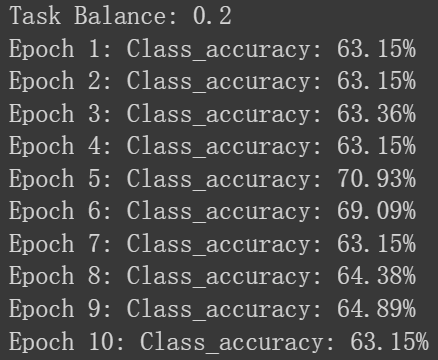 Task Balance: 0.2
Epoch 1: Class_accuracy: 63.15%
Epoch 2: Class_accuracy: 63.15%
Epoch 3: Class_accuracy: 63.36%
Epoch 4: Class_accuracy: 63.15%
Epoch 5: Class_accuracy: 70.93%
Epoch 6: Class_accuracy: 69.09%
Epoch 7: Class_accuracy: 63.15%
Epoch 8: Class_accuracy: 64.38%
Epoch 9: Class_accuracy: 64.89%
Epoch 10: Class_accuracy: 63.15%